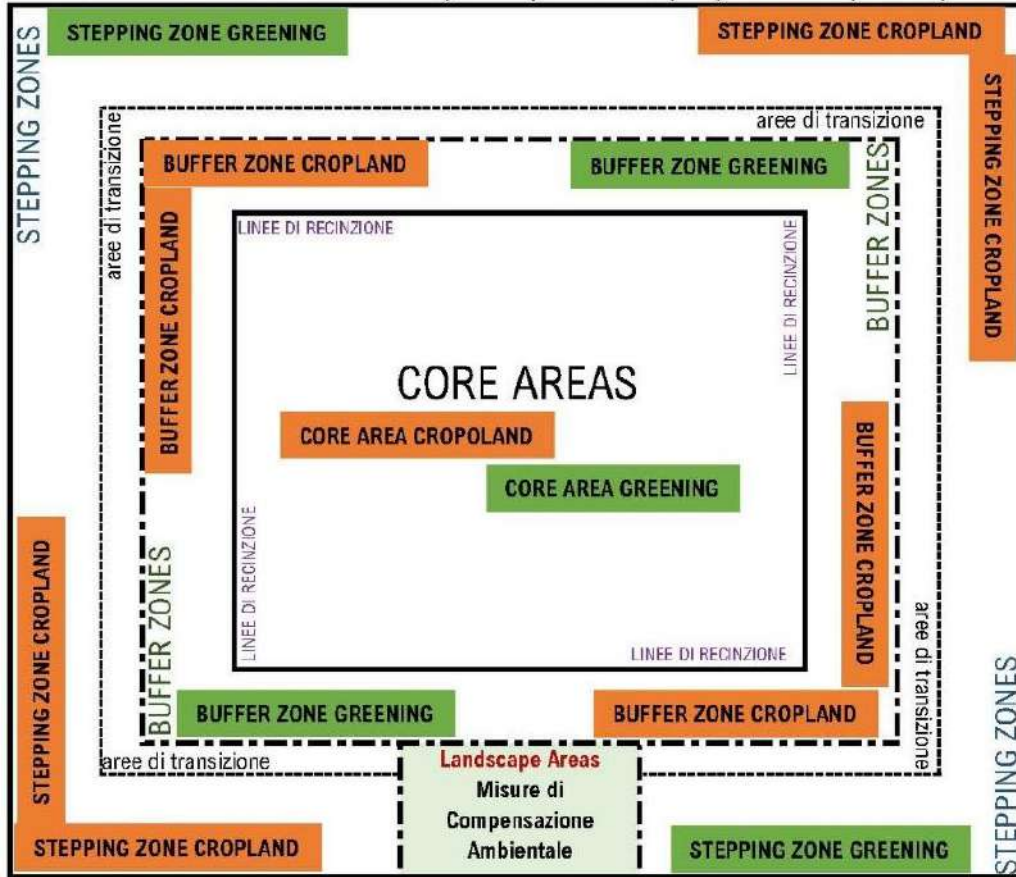 STEPPING ZONE GREENING
STEPPING ZONE CROPLAND
STEPPING ZONES
STEPPING ZONE CROPLAND
aree di transizione
aree di transizione
BUFFER ZONE CROPLAND
BUFFER ZONE GREENING
BUFFER ZONES
BUFFER ZONE CROPLAND
LINEE DI RECINZIONE
LINEE DI RECINZIONE
CORE AREAS
CORE AREA CROPOLAND
CORE AREA GREENING
BUFFER ZONE CROPLAND
LINEE DI RECINZIONE
LINEE DI RECINZIONE
STEPPING ZONE CROPLAND
BUFFER ZONES
aree di transizione
STEPPING ZONES
BUFFER ZONE GREENING
BUFFER ZONE CROPLAND
aree di transizione
Landscape Areas
Misure di
Compensazione
Ambientale
STEPPING ZONE CROPLAND
STEPPING ZONE GREENING